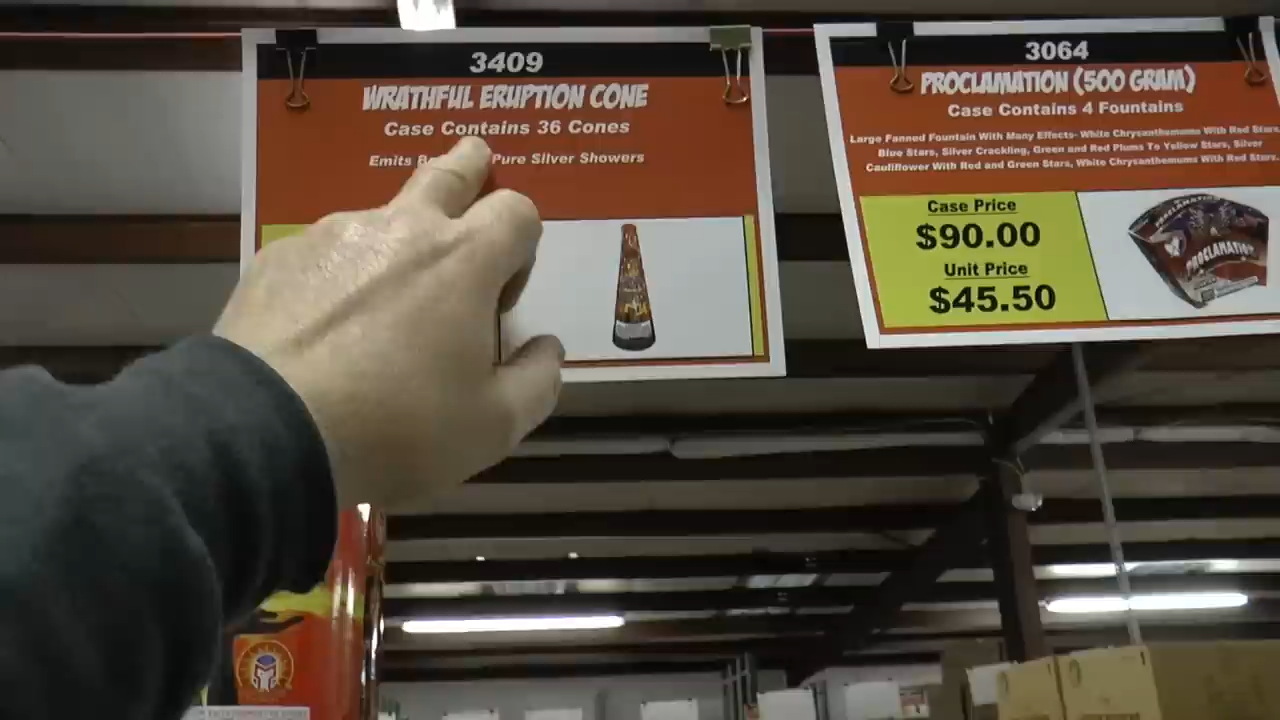 3409
WRATHFUL ERUPTION CONE
Case Contains 36 Cones
Emits Pure Silver Showers
3064
PROCLAMATION (500 GRAM)
Case Contains 4 Fountains
Large Fanned Fountain With Many Effects- White Chrysanthemums With Red Stars,
Blue Stars, Silver Crackling, Green and Red Plums To Yellow Stars, Silver
Cauliflower With Red and Green Stars, White Chrysanthemums With Red Stars.
Case Price
$90.00
Unit Price
$45.50
PROCLAMATION